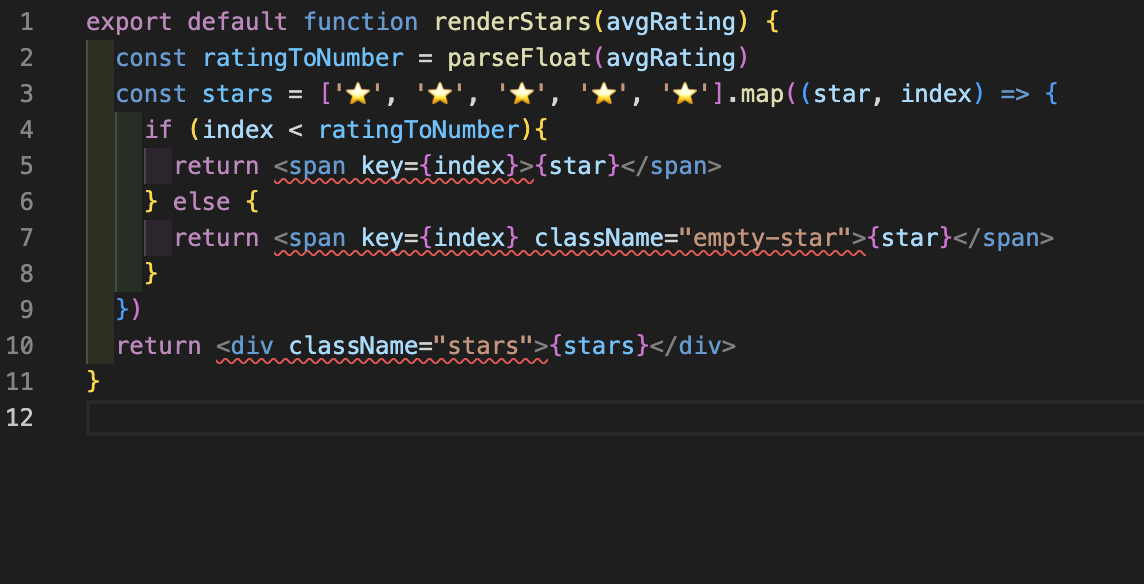 1 export default function renderStars(avgRating) {
2   const ratingToNumber = parseFloat(avgRating)
3   const stars = ['⭐', '⭐', '⭐', '⭐', '⭐'].map((star, index) => {
4     if (index < ratingToNumber){
5       return <span key={index}>{star}</span>
6     } else {
7       return <span key={index} className="empty-star">{star}</span>
8     }
9   })
10   return <div className="stars">{stars}</div>
11 }
12